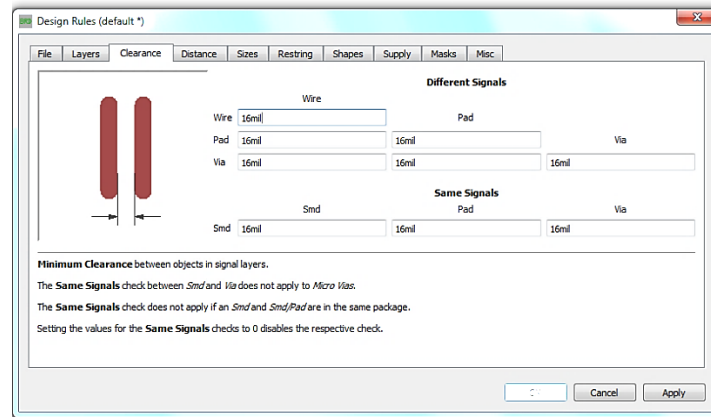 Design Rules (default *)
File Layers Clearance Distance Sizes Restring Shapes Supply Masks Misc
Different Signals
Wire
Wire 16mil Pad
Pad 16mil 16mil Via
Via 16mil 16mil 16mil
Same Signals
Smd Pad Via
Smd 16mil 16mil 16mil
Minimum Clearance between objects in signal layers.
The Same Signals check between Smd and Via does not apply to Micro Vias.
The Same Signals check does not apply if an Smd and Smd/Pad are in the same package.
Setting the values for the Same Signals checks to 0 disables the respective check.
Cancel Apply